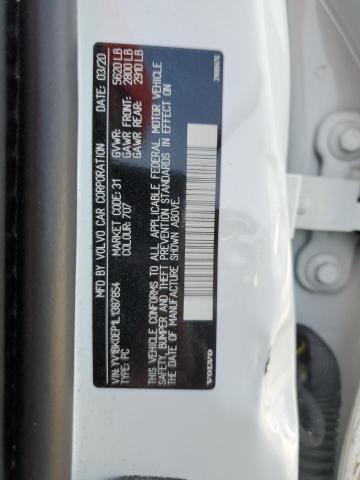 MFD BY: VOLVO CAR CORPORATION DATE: 03/20
GVWR: 5620 LB
MARKET CODE: 31 GAWR FRONT: 2800 LB
COLOUR: 707 GAWR REAR: 2910 LB
THIS VEHICLE CONFORMS TO ALL APPLICABLE FEDERAL MOTOR VEHICLE
SAFETY, BUMPER AND THEFT PREVENTION STANDARDS IN EFFECT ON
THE DATE OF MANUFACTURE SHOWN ABOVE.
VIN: YV1BK0EP1L1387854
TYPE: PC
VOLVO